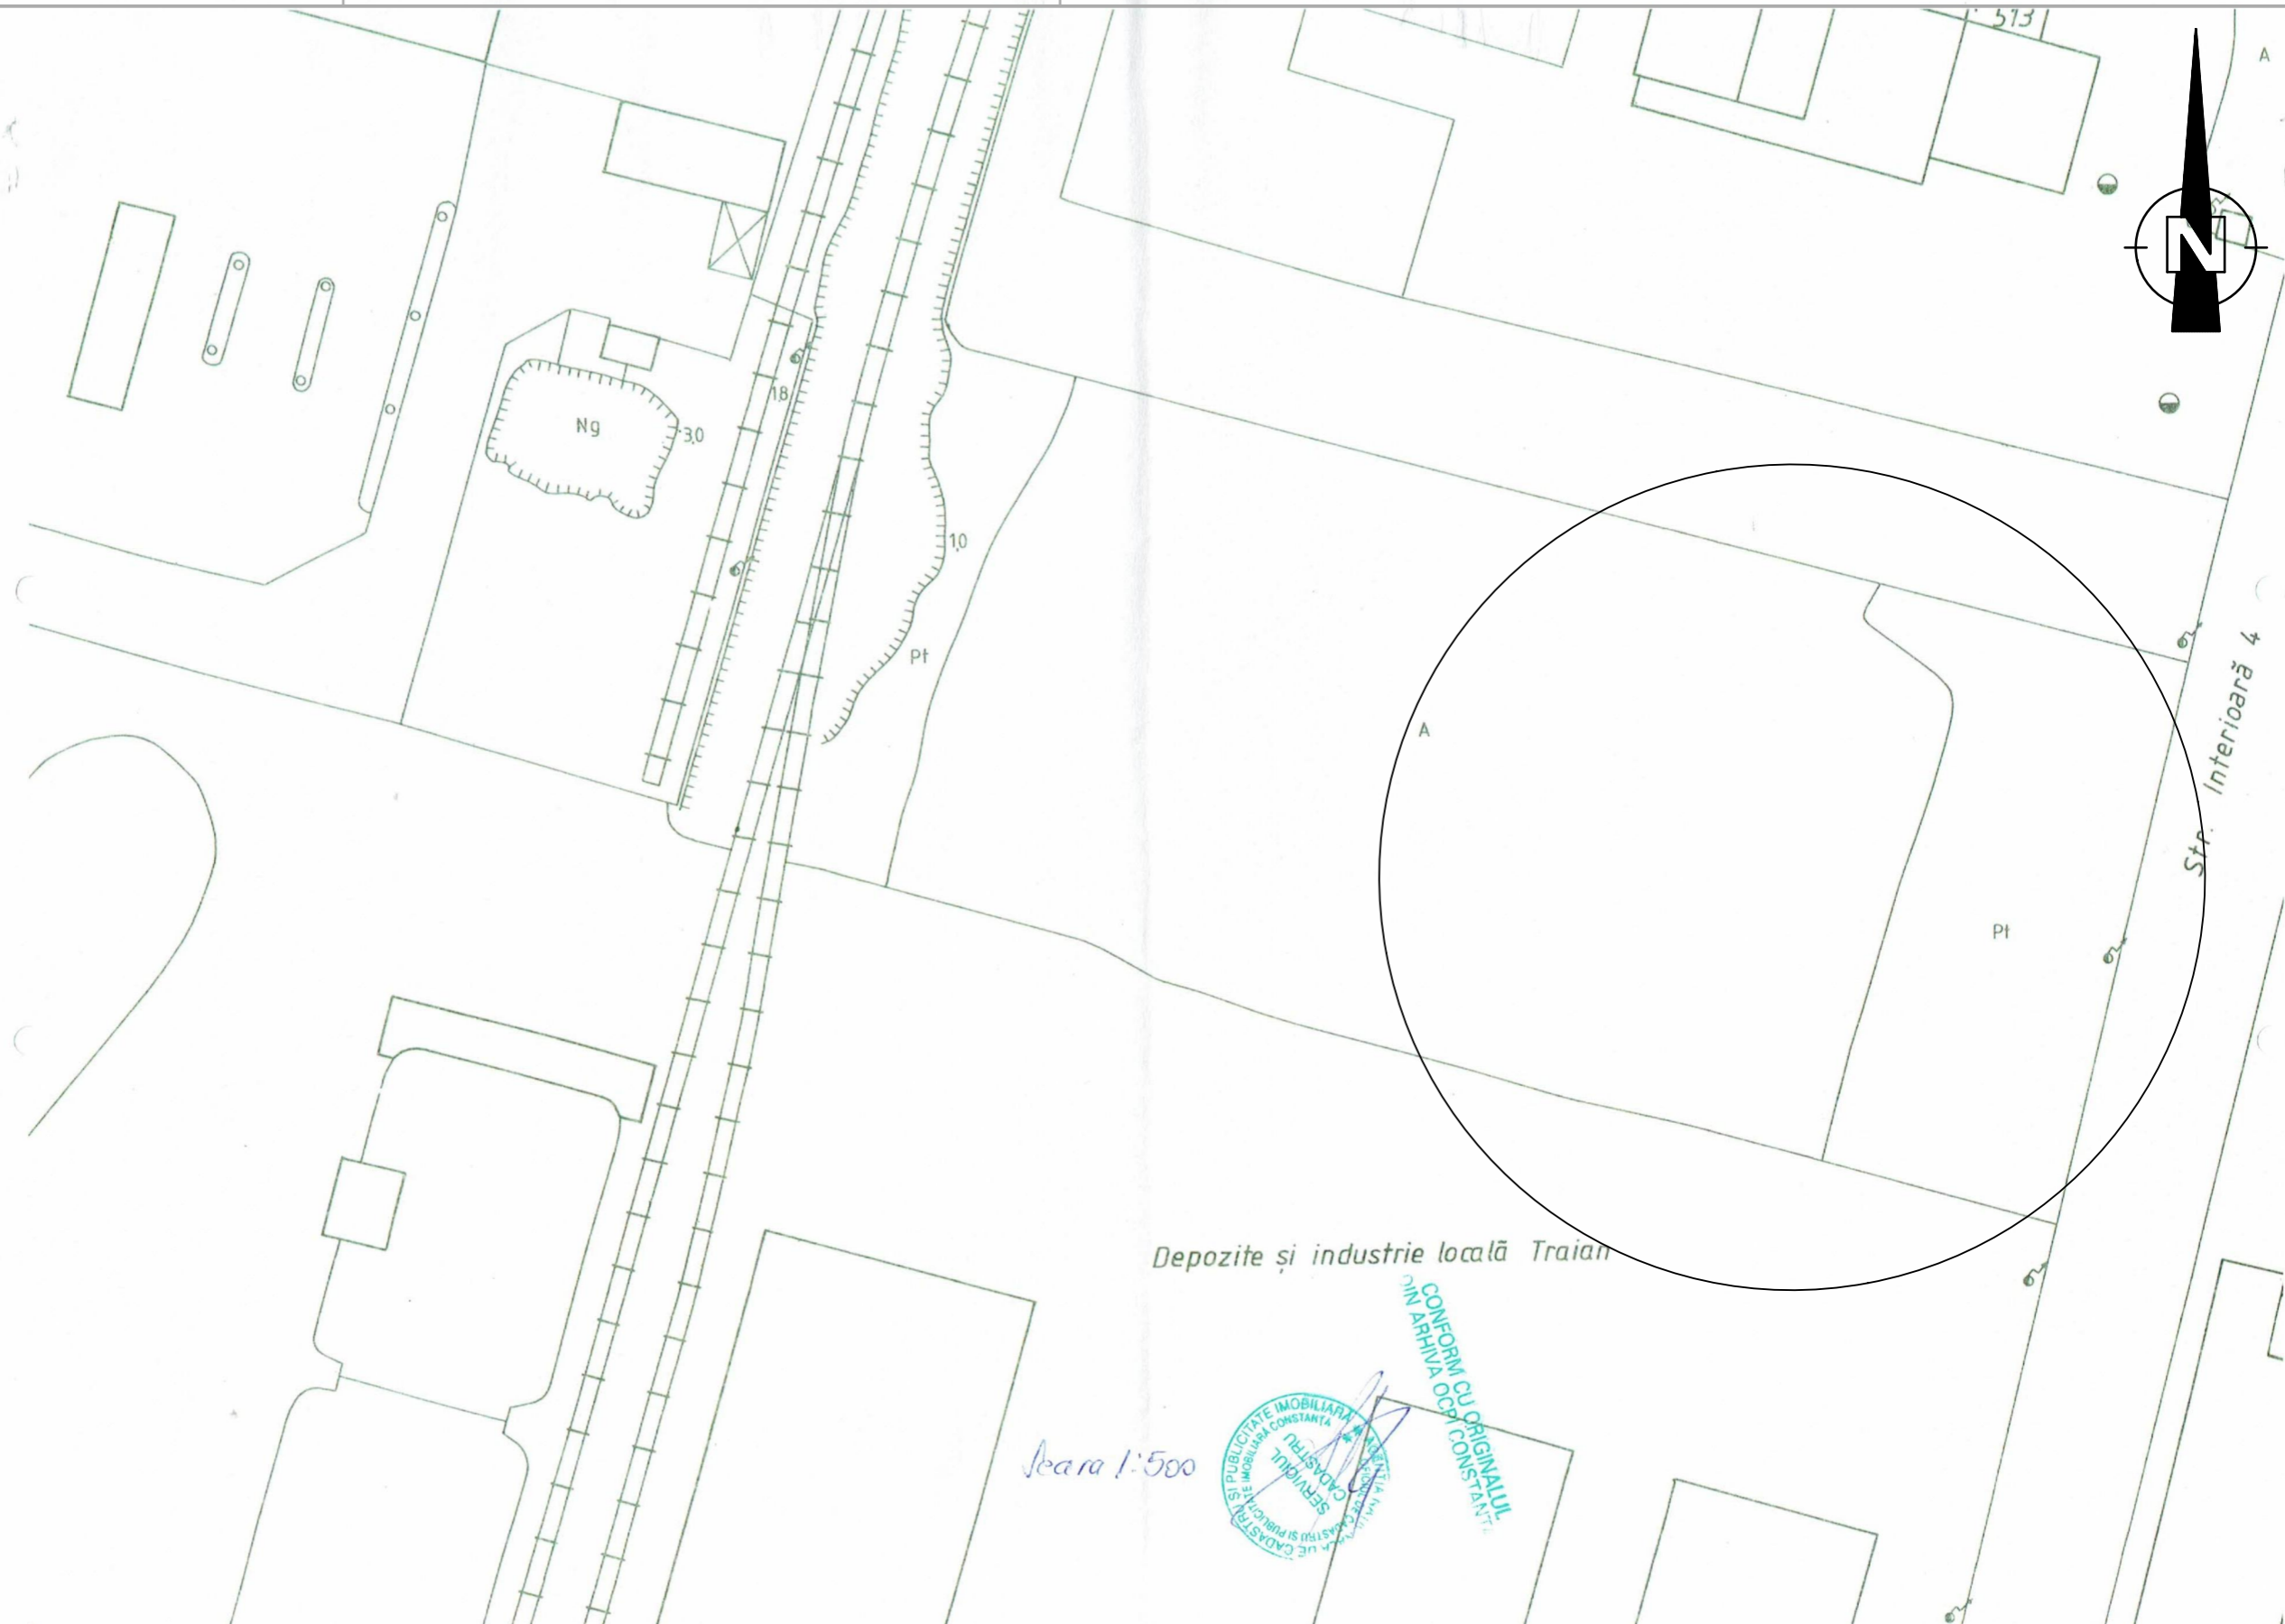 513
A
N
18
Ng
3,0
1,0
Pt
A
Str. Interioară 4
Pt
Depozite și industrie locală Traian
CONFORM CU ORIGINALUL
DIN ARHIVA OCPI CONSTANȚA
Scara 1:500
SERVICIUL
CADASTRU